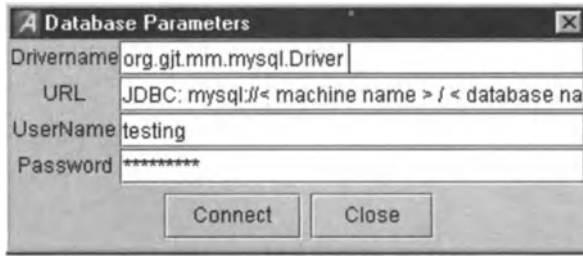 Database Parameters
Drivername org.gjt.mm.mysql.Driver
URL JDBC: mysql://< machine name > / < database na
UserName testing
Password *********
Connect Close